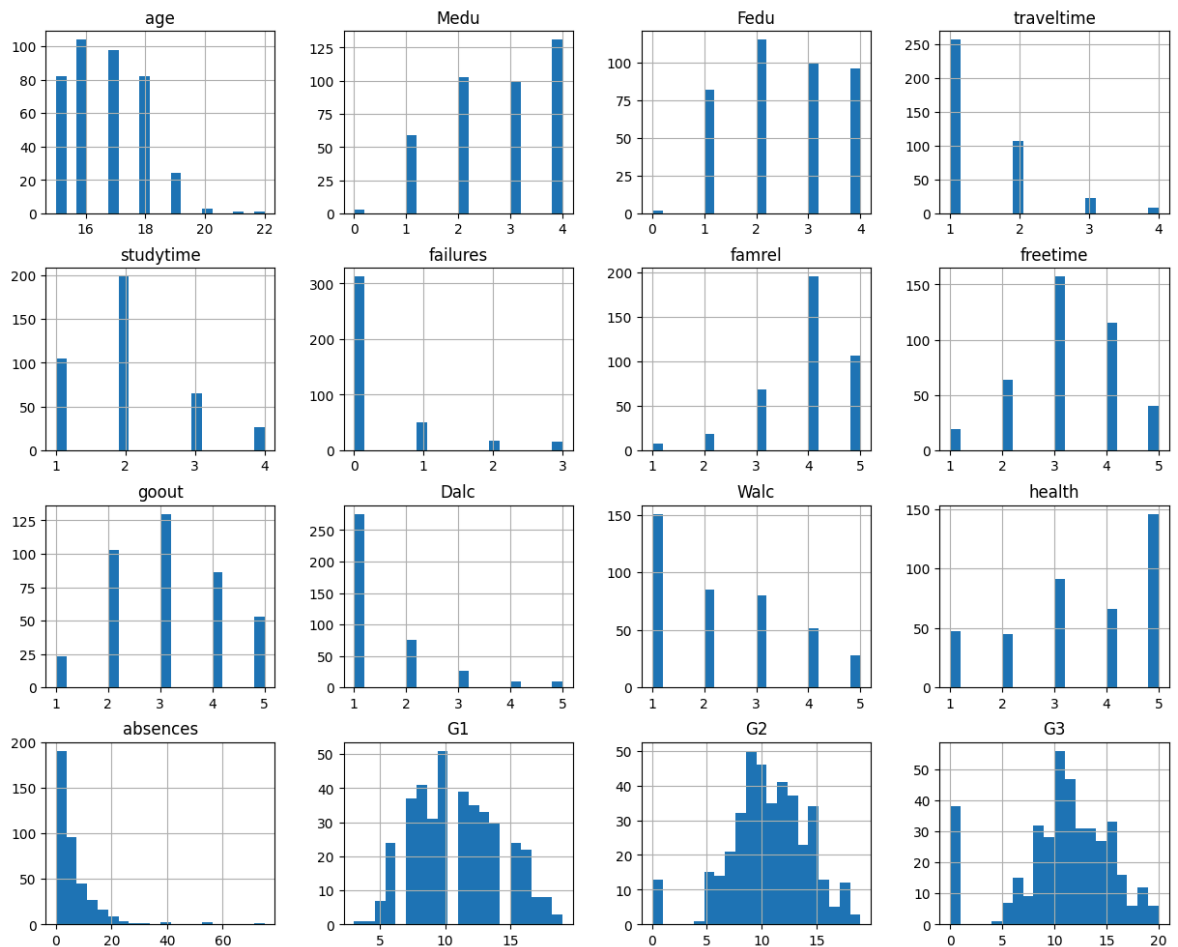 age Medu Fedu traveltime
100 80 60 40 20 0
16 18 20 22
125 100 75 50 25 0
0 1 2 3 4
100 75 50 25 0
0 1 2 3 4
250 200 150 100 50 0
1 2 3 4
studytime failures famrel freetime
200 150 100 50 0
1 2 3 4
300 200 100 0
0 1 2 3
200 150 100 50 0
1 2 3 4 5
150 100 50 0
1 2 3 4 5
goout Dalc Walc health
125 100 75 50 25 0
1 2 3 4 5
250 200 150 100 50 0
1 2 3 4 5
150 100 50 0
1 2 3 4 5
150 100 50 0
1 2 3 4 5
absences G1 G2 G3
200 150 100 50 0
0 20 40 60
50 40 30 20 10 0
5 10 15
50 40 30 20 10 0
0 5 10 15
50 40 30 20 10 0
0 5 10 15 20